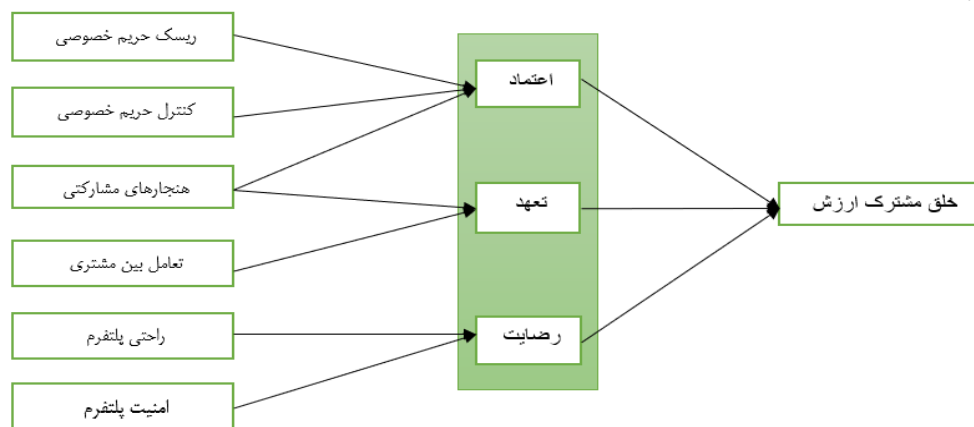 ریسک حریم خصوصی
کنترل حریم خصوصی
هنجارهای مشارکتی
تعامل بین مشتری
راحتی پلتفرم
امنیت پلتفرم
اعتماد
تعهد
رضایت
خلق مشترک ارزش